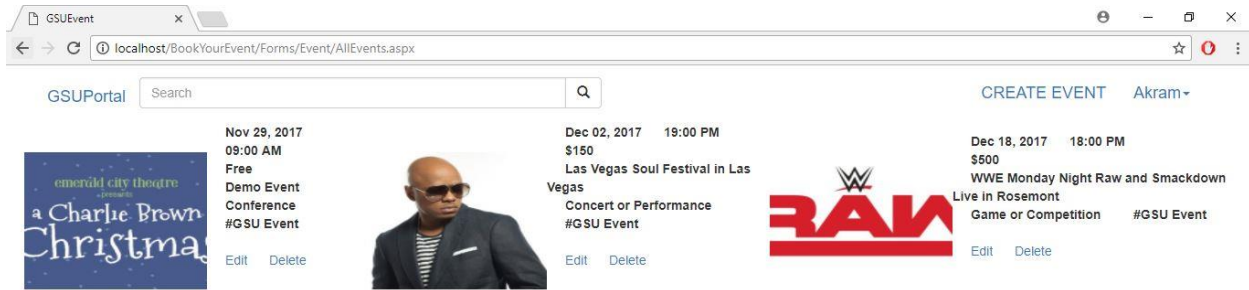 GSUEvent
localhost/BookYourEvent/Forms/Event/AllEvents.aspx
GSUPortal
Search
CREATE EVENT
Akram
emerald city theatre
presents
a Charlie Brown
Christmas
Nov 29, 2017
09:00 AM
Free
Demo Event
Conference
#GSU Event
Edit Delete
Dec 02, 2017 19:00 PM
$150
Las Vegas Soul Festival in Las
Vegas
Concert or Performance
#GSU Event
Edit Delete
W
RAW
Dec 18, 2017 18:00 PM
$500
WWE Monday Night Raw and Smackdown
Live in Rosemont
Game or Competition #GSU Event
Edit Delete